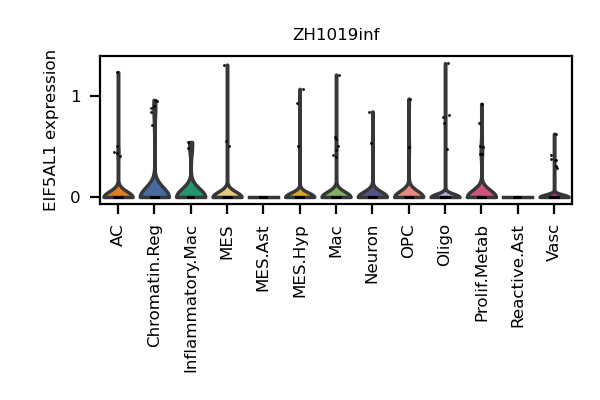 ZH1019inf
EIF5AL1 expression
1
0
AC
Chromatin.Reg
Inflammatory.Mac
MES
MES.Ast
MES.Hyp
Mac
Neuron
OPC
Oligo
Prolif.Metab
Reactive.Ast
Vasc